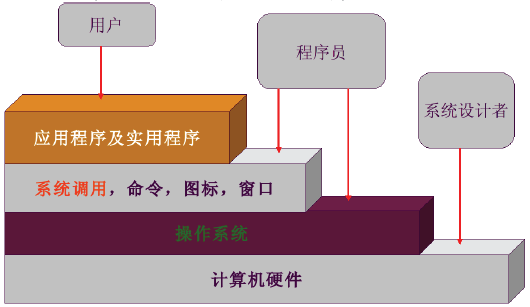 用户
程序员
系统设计者
应用程序及实用程序
系统调用，命令，图标，窗口
操作系统
计算机硬件